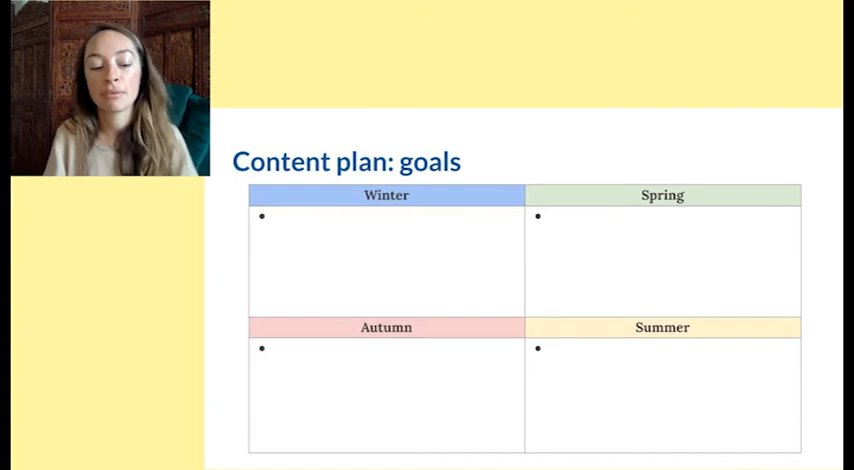 Content plan: goals
Winter
Spring
Autumn
Summer